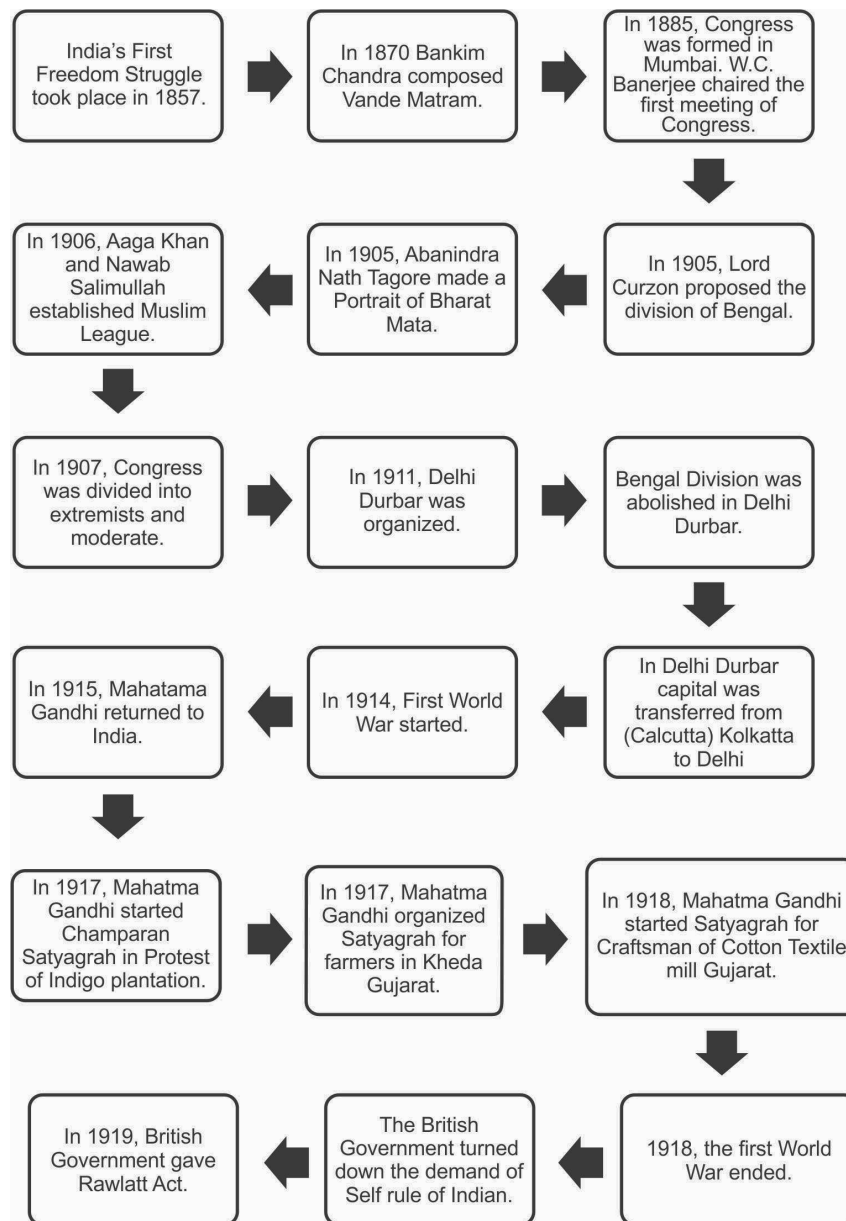 India's First
Freedom Struggle
took place in 1857.
In 1870 Bankim
Chandra composed
Vande Matram.
In 1885, Congress
was formed in
Mumbai. W.C.
Banerjee chaired the
first meeting of
Congress.
In 1905, Lord
Curzon proposed the
division of Bengal.
In 1905, Abanindra
Nath Tagore made a
Portrait of Bharat
Mata.
In 1906, Aaga Khan
and Nawab
Salimullah
established Muslim
League.
In 1907, Congress
was divided into
extremists and
moderate.
In 1911, Delhi
Durbar was
organized.
Bengal Division was
abolished in Delhi
Durbar.
In Delhi Durbar
capital was
transferred from
(Calcutta) Kolkatta
to Delhi
In 1914, First World
War started.
In 1915, Mahatama
Gandhi returned to
India.
In 1917, Mahatma
Gandhi started
Champaran
Satyagrah in Protest
of Indigo plantation.
In 1917, Mahatma
Gandhi organized
Satyagrah for
farmers in Kheda
Gujarat.
In 1918, Mahatma Gandhi
started Satyagrah for
Craftsman of Cotton Textile
mill Gujarat.
1918, the first World
War ended.
The British
Government turned
down the demand of
Self rule of Indian.
In 1919, British
Government gave
Rawlatt Act.